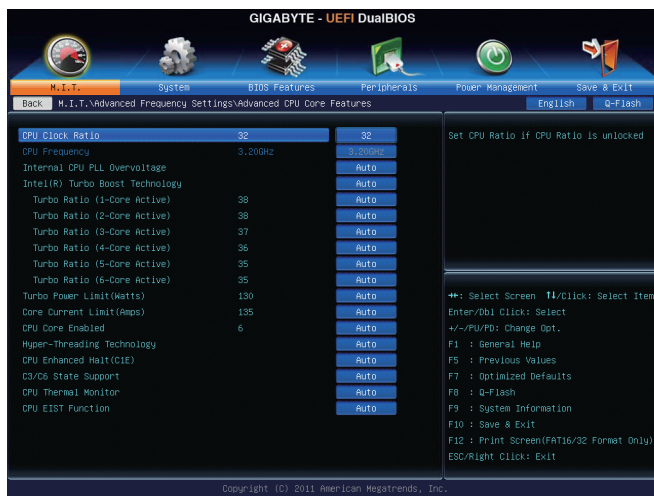 GIGABYTE - UEFI DualBIOS
M.I.T. System BIOS Features Peripherals Power Management Save & Exit
Back M.I.T.\Advanced Frequency Settings\Advanced CPU Core Features English Q-Flash
CPU Clock Ratio 32 32
Set CPU Ratio if CPU Ratio is unlocked
CPU Frequency 3.20GHz 3.20GHz
Internal CPU PLL Overvoltage Auto
Intel(R) Turbo Boost Technology Auto
Turbo Ratio (1-Core Active) 38 Auto
Turbo Ratio (2-Core Active) 38 Auto
Turbo Ratio (3-Core Active) 37 Auto
Turbo Ratio (4-Core Active) 36 Auto
Turbo Ratio (5-Core Active) 35 Auto
Turbo Ratio (6-Core Active) 35 Auto
Turbo Power Limit(Watts) 130 Auto
Core Current Limit(Amps) 135 Auto
CPU Core Enabled 6 Auto
Hyper-Threading Technology Auto
CPU Enhanced Halt(C1E) Auto
C3/C6 State Support Auto
CPU Thermal Monitor Auto
CPU EIST Function Auto
→←: Select Screen ↑↓/Click: Select Item
Enter/Dbl Click: Select
+/-/PU/PD: Change Opt.
F1 : General Help
F5 : Previous Values
F7 : Optimized Defaults
F8 : Q-Flash
F9 : System Information
F10 : Save & Exit
F12 : Print Screen(FAT16/32 Format Only)
ESC/Right Click: Exit
Copyright (C) 2011 American Megatrends, Inc.